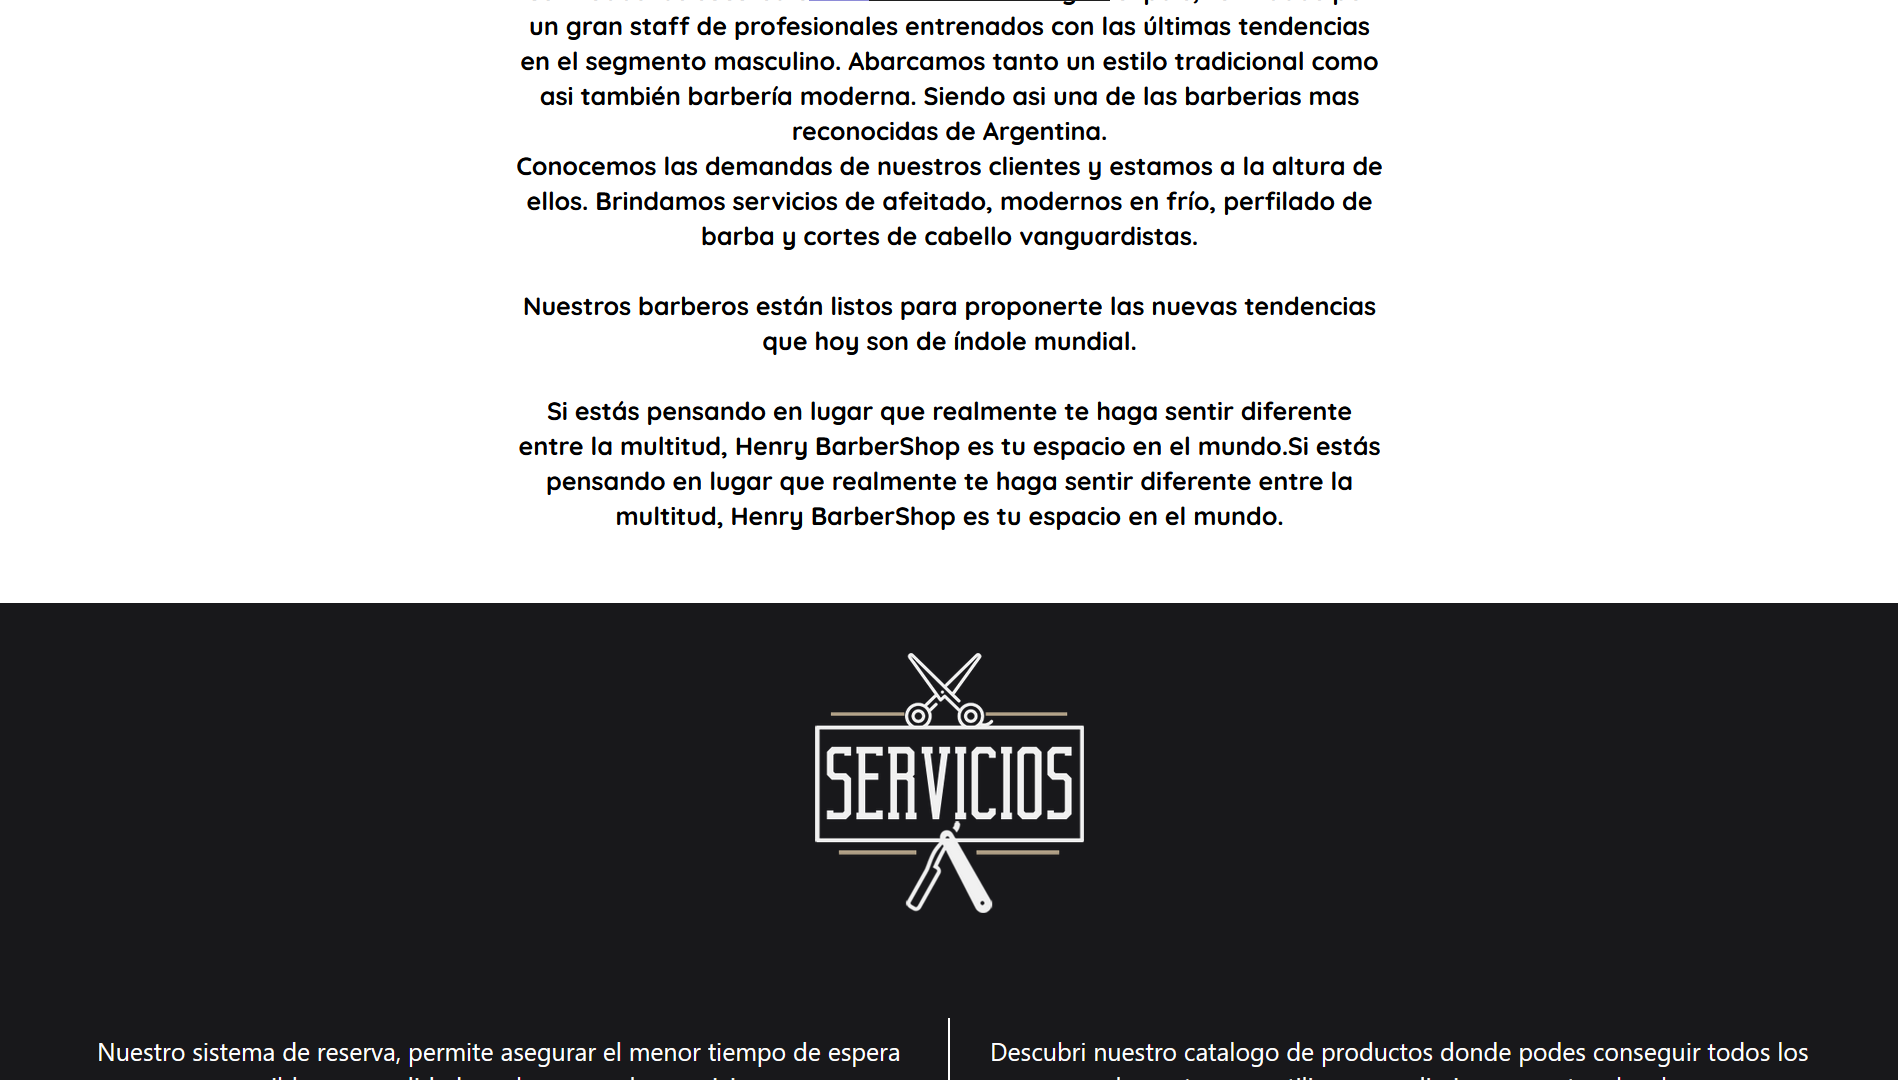 un gran staff de profesionales entrenados con las últimas tendencias
en el segmento masculino. Abarcamos tanto un estilo tradicional como
asi también barbería moderna. Siendo asi una de las barberias mas
reconocidas de Argentina.
Conocemos las demandas de nuestros clientes y estamos a la altura de
ellos. Brindamos servicios de afeitado, modernos en frío, perfilado de
barba y cortes de cabello vanguardistas.
Nuestros barberos están listos para proponerte las nuevas tendencias
que hoy son de índole mundial.
Si estás pensando en lugar que realmente te haga sentir diferente
entre la multitud, Henry BarberShop es tu espacio en el mundo.Si estás
pensando en lugar que realmente te haga sentir diferente entre la
multitud, Henry BarberShop es tu espacio en el mundo.
SERVICIOS
Nuestro sistema de reserva, permite asegurar el menor tiempo de espera
Descubri nuestro catalogo de productos donde podes conseguir todos los